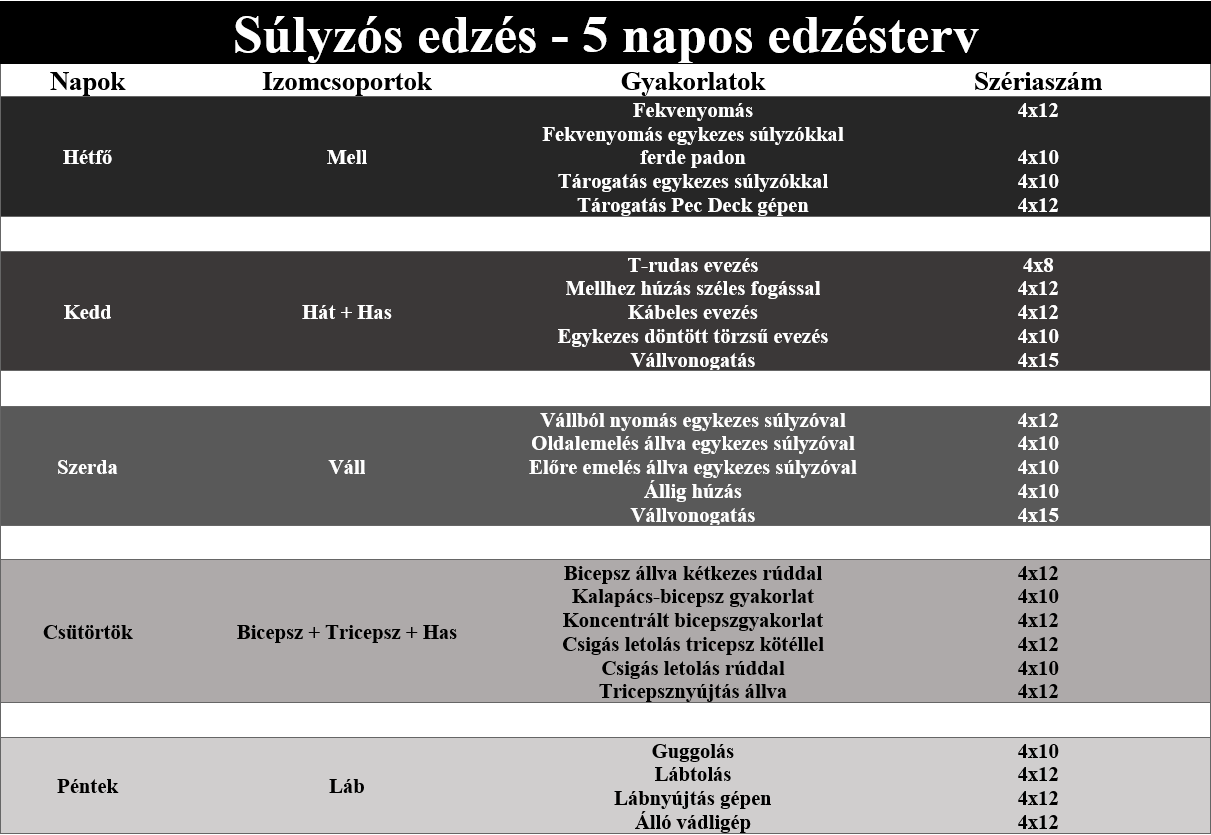 Súlyzós edzés - 5 napos edzésterv
Napok Izomcsoportok Gyakorlatok Szériaszám
Fekvenyomás 4x12
Fekvenyomás egykezes súlyzókkal
Hétfő Mell ferde padon 4x10
Tárogatás egykezes súlyzókkal 4x10
Tárogatás Pec Deck gépen 4x12
T-rudas evezés 4x8
Mellhez húzás széles fogással 4x12
Kedd Hát + Has Kábeles evezés 4x12
Egykezes döntött törzsű evezés 4x10
Vállvonogatás 4x15
Vállból nyomás egykezes súlyzóval 4x12
Oldalemelés állva egykezes súlyzóval 4x10
Szerda Váll Előre emelés állva egykezes súlyzóval 4x10
Állig húzás 4x10
Vállvonogatás 4x15
Bicepsz állva kétkezes rúddal 4x12
Kalapács-bicepsz gyakorlat 4x10
Koncentrált bicepszgyakorlat 4x12
Csütörtök Bicepsz + Tricepsz + Has
Csigás letolás tricepsz kötéllel 4x12
Csigás letolás rúddal 4x10
Tricepsznyújtás állva 4x12
Guggolás 4x10
Lábtolás 4x12
Péntek Láb
Lábnyújtás gépen 4x12
Álló vádligép 4x12